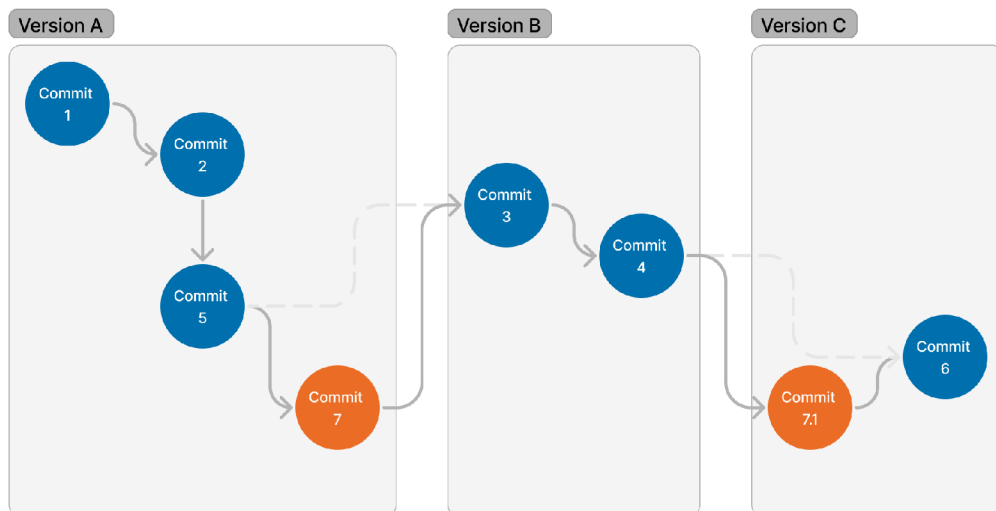 Version A
Version B
Version C
Commit
1
Commit
2
Commit
3
Commit
4
Commit
5
Commit
6
Commit
7
Commit
7.1